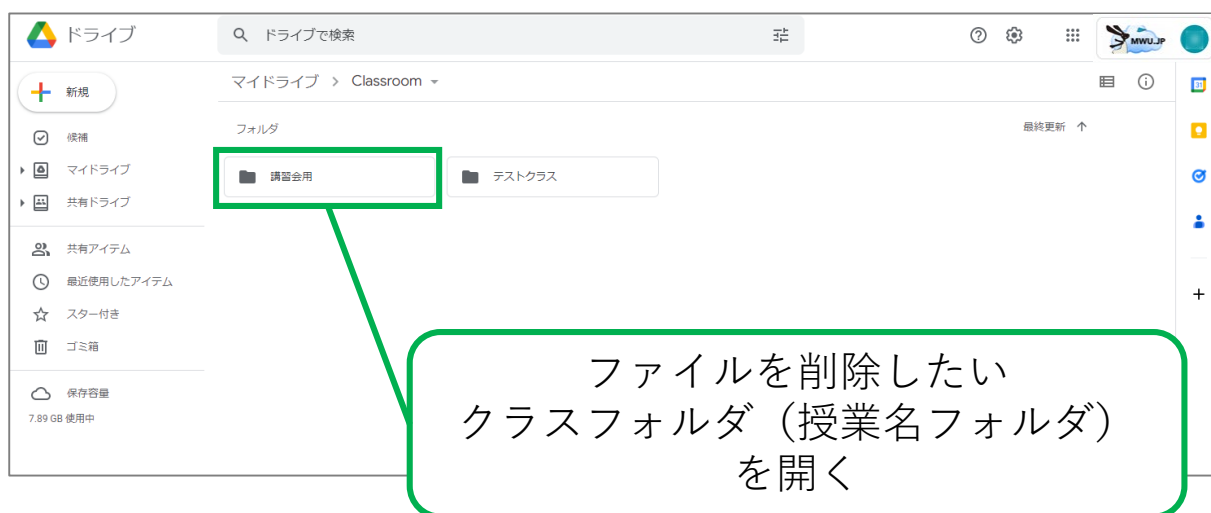 ドライブ
ドライブで検索
MWU.JP
新規
マイドライブ > Classroom
31
候補
フォルダ
最終更新
マイドライブ
講習会用
テストクラス
共有ドライブ
共有アイテム
最近使用したアイテム
スター付き
ゴミ箱
保存容量
7.89 GB 使用中
ファイルを削除したい
クラスフォルダ（授業名フォルダ）
を開く